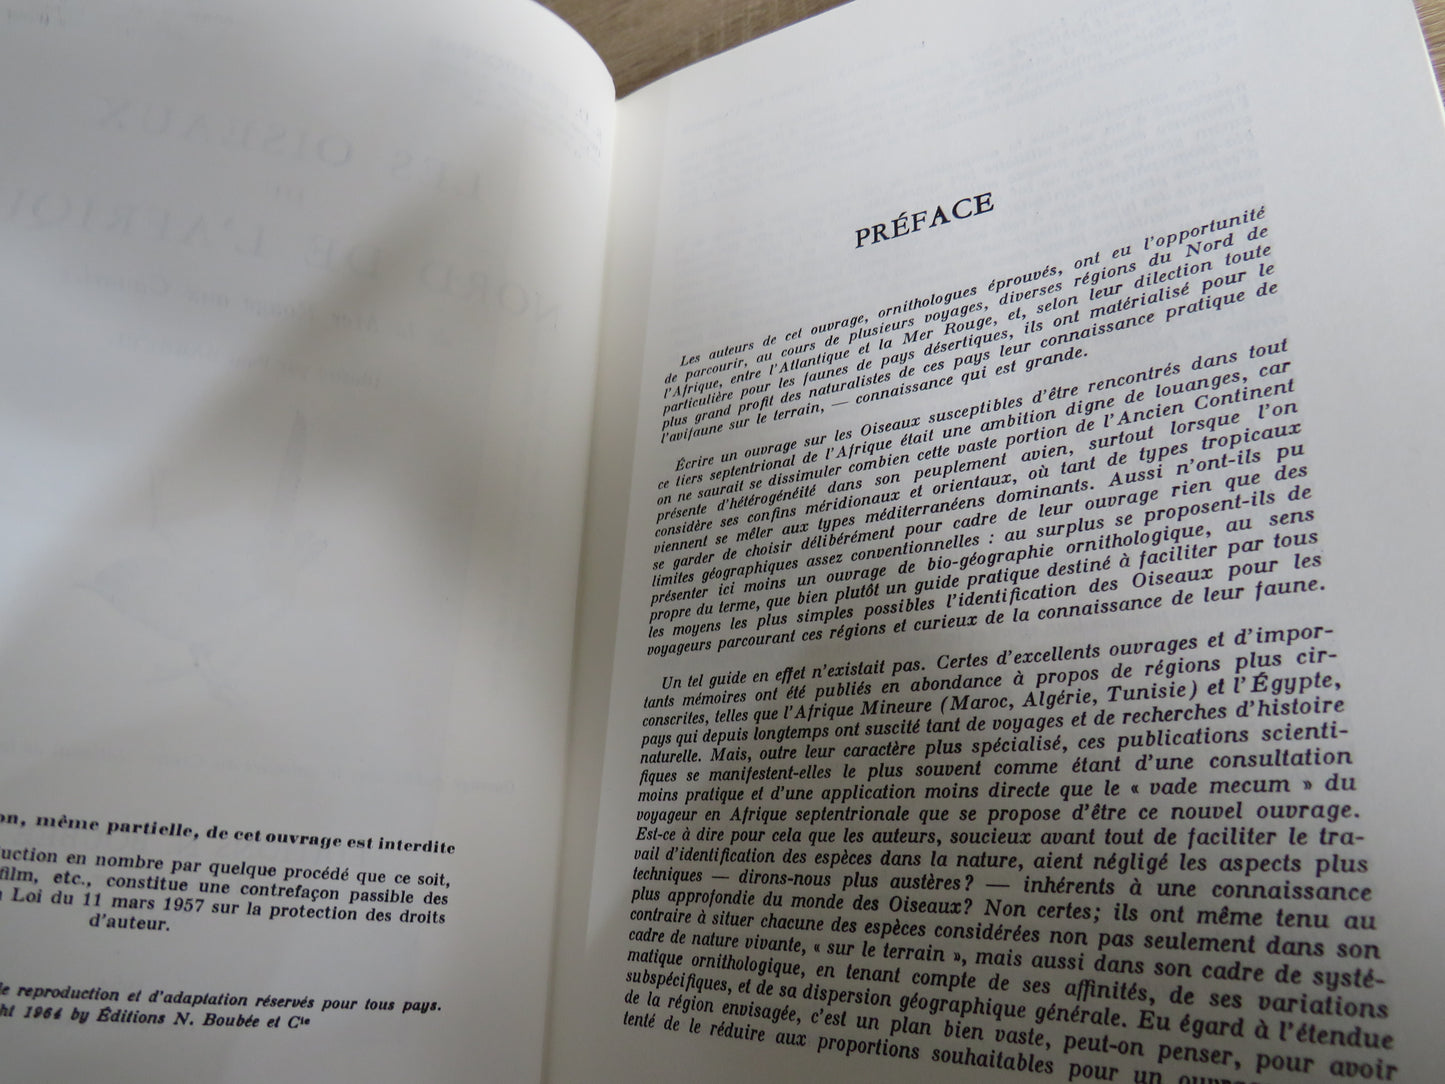 on, même partielle, de cet ouvrage est interdite
uction en nombre par quelque procédé que ce soit,
film, etc., constitue une contrefaçon passible des
Loi du 11 mars 1957 sur la protection des droits
d'auteur.
de reproduction et d'adaptation réservés pour tous pays.
ht 1964 by Éditions N. Boubée et Cie
PRÉFACE
Les auteurs de cet ouvrage, ornithologues éprouvés, ont eu l'opportunité
de parcourir, au cours de plusieurs voyages, diverses régions du Nord de
l'Afrique, entre l'Atlantique et la Mer Rouge, et, selon leur dilection toute
particulière pour les faunes de pays désertiques, ils ont matérialisé pour le
plus grand profit des naturalistes de ces pays leur connaissance pratique de
l'avifaune sur le terrain, — connaissance qui est grande.
Écrire un ouvrage sur les Oiseaux susceptibles d'être rencontrés dans tout
ce tiers septentrional de l'Afrique était une ambition digne de louanges, car
on ne saurait se dissimuler combien cette vaste portion de l'Ancien Continent
présente d'hétérogénéité dans son peuplement avien, surtout lorsque l'on
considère ses confins méridionaux et orientaux, où tant de types tropicaux
viennent se mêler aux types méditerranéens dominants. Aussi n'ont-ils pu
se garder de choisir délibérément pour cadre de leur ouvrage rien que des
limites géographiques assez conventionnelles : au surplus se proposent-ils de
présenter ici moins un ouvrage de bio-géographie ornithologique, au sens
propre du terme, que bien plutôt un guide pratique destiné à faciliter par tous
les moyens les plus simples possibles l'identification des Oiseaux pour les
voyageurs parcourant ces régions et curieux de la connaissance de leur faune.
Un tel guide en effet n'existait pas. Certes d'excellents ouvrages et d'impor-
tants mémoires ont été publiés en abondance à propos de régions plus cir-
conscrites, telles que l'Afrique Mineure (Maroc, Algérie, Tunisie) et l'Égypte,
pays qui depuis longtemps ont suscité tant de voyages et de recherches d'histoire
naturelle. Mais, outre leur caractère plus spécialisé, ces publications scienti-
fiques se manifestent-elles le plus souvent comme étant d'une consultation
moins pratique et d'une application moins directe que le « vade mecum » du
voyageur en Afrique septentrionale que se propose d'être ce nouvel ouvrage.
Est-ce à dire pour cela que les auteurs, soucieux avant tout de faciliter le tra-
vail d'identification des espèces dans la nature, aient négligé les aspects plus
techniques — dirons-nous plus austères? — inhérents à une connaissance
plus approfondie du monde des Oiseaux? Non certes; ils ont même tenu au
contraire à situer chacune des espèces considérées non pas seulement dans son
cadre de nature vivante, « sur le terrain », mais aussi dans son cadre de systé-
matique ornithologique, en tenant compte de ses affinités, de ses variations
subspécifiques, et de sa dispersion géographique générale. Eu égard à l'étendue
de la région envisagée, c'est un plan bien vaste, peut-on penser, pour avoir
tenté de le réduire aux proportions souhaitables pour un